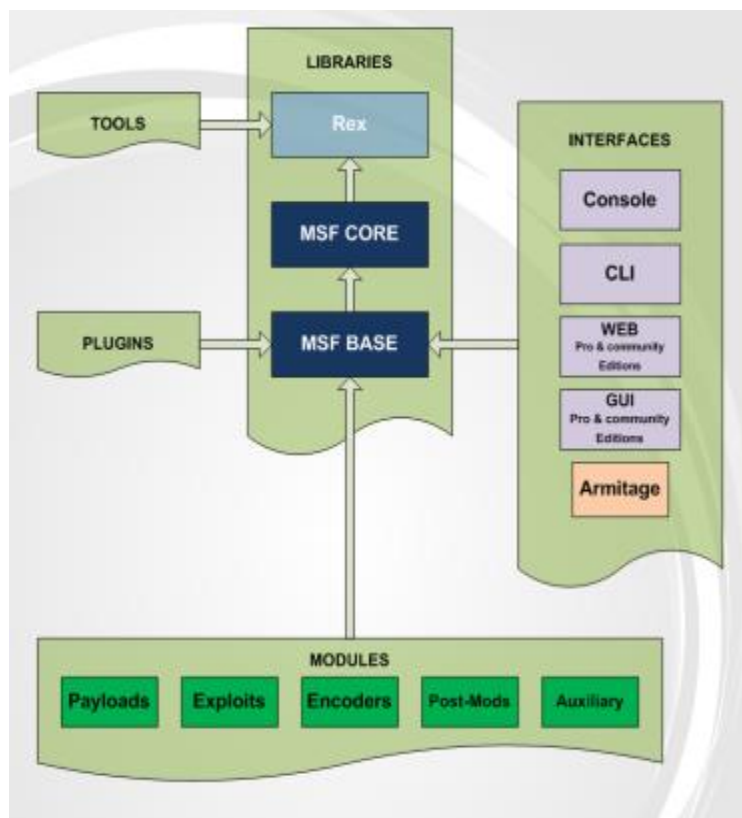 LIBRARIES
TOOLS
Rex
MSF CORE
PLUGINS
MSF BASE
INTERFACES
Console
CLI
WEB
Pro & community
Editions
GUI
Pro & community
Editions
Armitage
MODULES
Payloads
Exploits
Encoders
Post-Mods
Auxiliary